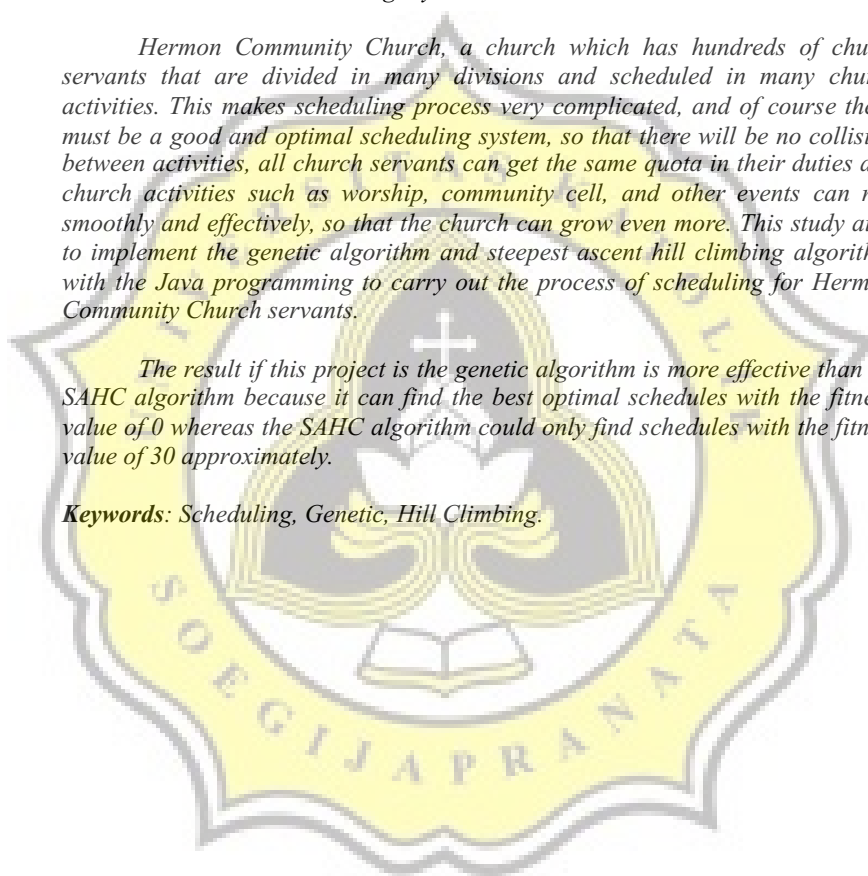 Hermon Community Church, a church which has hundreds of chu
servants that are divided in many divisions and scheduled in many chu
activities. This makes scheduling process very complicated, and of course the
must be a good and optimal scheduling system, so that there will be no collisi
between activities, all church servants can get the same quota in their duties a
church activities such as worship, community cell, and other events can r
smoothly and effectively, so that the church can grow even more. This study ai
to implement the genetic algorithm and steepest ascent hill climbing algorith
with the Java programming to carry out the process of scheduling for Herm
Community Church servants.
The result if this project is the genetic algorithm is more effective than
SAHC algorithm because it can find the best optimal schedules with the fitne
value of 0 whereas the SAHC algorithm could only find schedules with the fitn
value of 30 approximately.
Keywords: Scheduling, Genetic, Hill Climbing.
UNIVERSITAS KATOLIK
SOEGIJAPRANATA